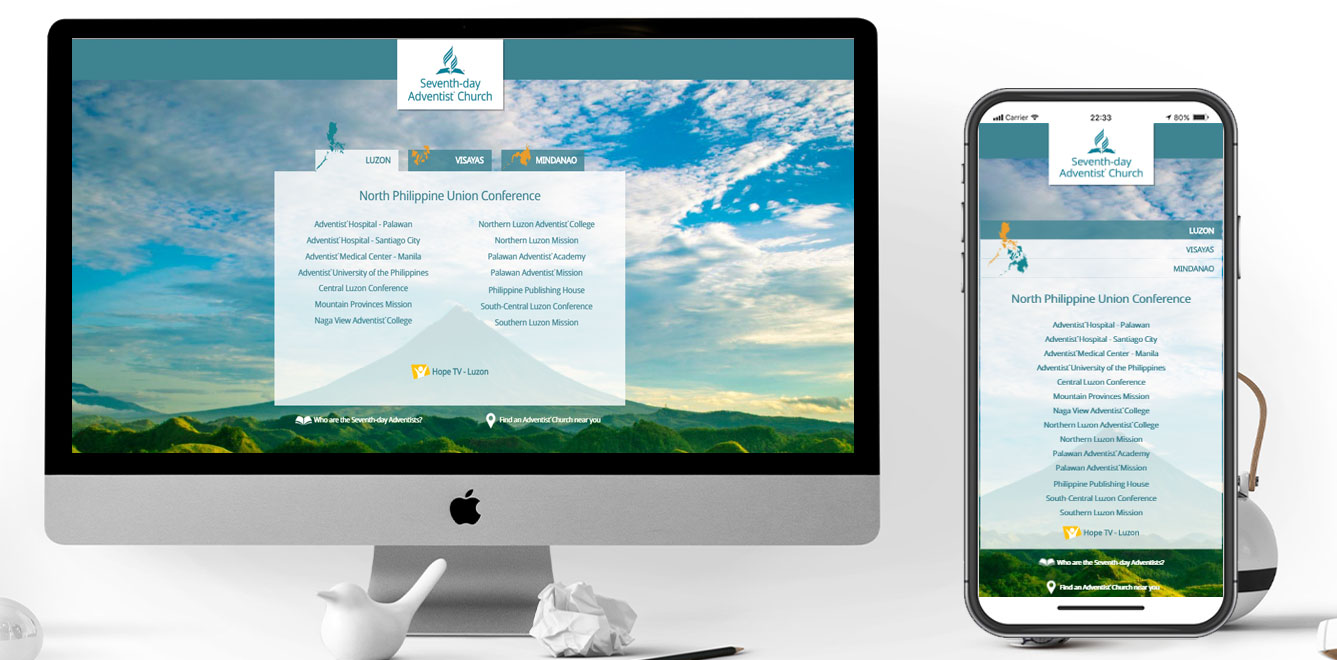 Seventh-day
Adventist® Church
LUZON
VISAYAS
MINDANAO
North Philippine Union Conference
Adventist® Hospital - Palawan
Adventist® Hospital - Santiago City
Adventist® Medical Center - Manila
Adventist® University of the Philippines
Central Luzon Conference
Mountain Provinces Mission
Naga View Adventist® College
Northern Luzon Adventist® College
Northern Luzon Mission
Palawan Adventist® Academy
Palawan Adventist® Mission
Philippine Publishing House
South-Central Luzon Conference
Southern Luzon Mission
Hope TV - Luzon
Who are the Seventh-day Adventists?
Find an Adventist® Church near you
Carrier
22:33
80%
Seventh-day
Adventist® Church
LUZON
VISAYAS
MINDANAO
North Philippine Union Conference
Adventist® Hospital - Palawan
Adventist® Hospital - Santiago City
Adventist® Medical Center - Manila
Adventist® University of the Philippines
Central Luzon Conference
Mountain Provinces Mission
Naga View Adventist® College
Northern Luzon Adventist® College
Northern Luzon Mission
Palawan Adventist® Academy
Palawan Adventist® Mission
Philippine Publishing House
South-Central Luzon Conference
Southern Luzon Mission
Hope TV - Luzon
Who are the Seventh-day Adventists?
Find an Adventist® Church near you